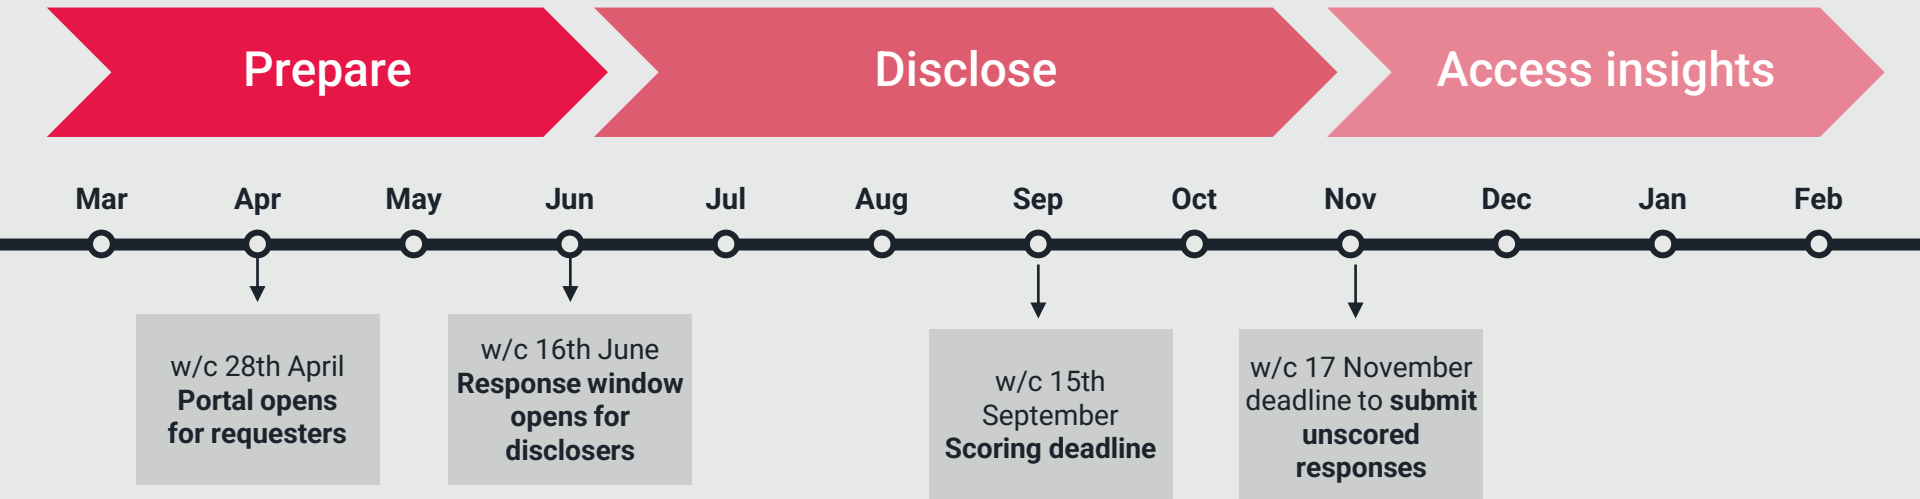 Prepare
Disclose
Access insights
Mar
Apr
May
Jun
Jul
Aug
Sep
Oct
Nov
Dec
Jan
Feb
w/c 28th April
Portal opens
for requesters
w/c 16th June
Response window
opens for
disclosers
w/c 15th
September
Scoring deadline
w/c 17 November
deadline to submit
unscored
responses